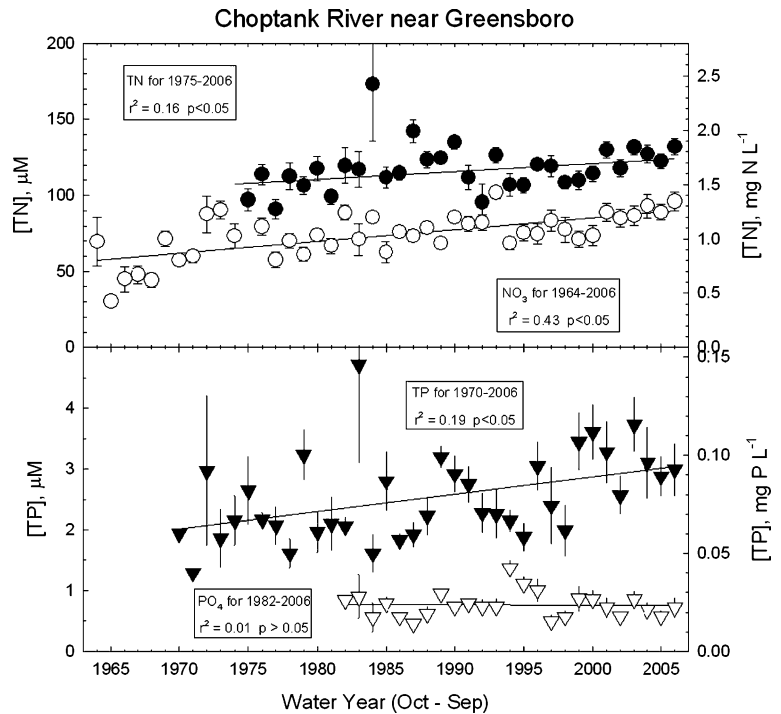 Choptank River near Greensboro
200
150
100
50
0
[TN], µM
TN for 1975-2006
r² = 0.16 p<0.05
NO₃ for 1964-2006
r² = 0.43 p<0.05
2.5
2.0
1.5
1.0
0.5
0.0
[TN], mg N L⁻¹
4
3
2
1
0
[TP], µM
TP for 1970-2006
r² = 0.19 p<0.05
PO₄ for 1982-2006
r² = 0.01 p > 0.05
0.15
0.10
0.05
0.00
[TP], mg P L⁻¹
1965 1970 1975 1980 1985 1990 1995 2000 2005
Water Year (Oct - Sep)